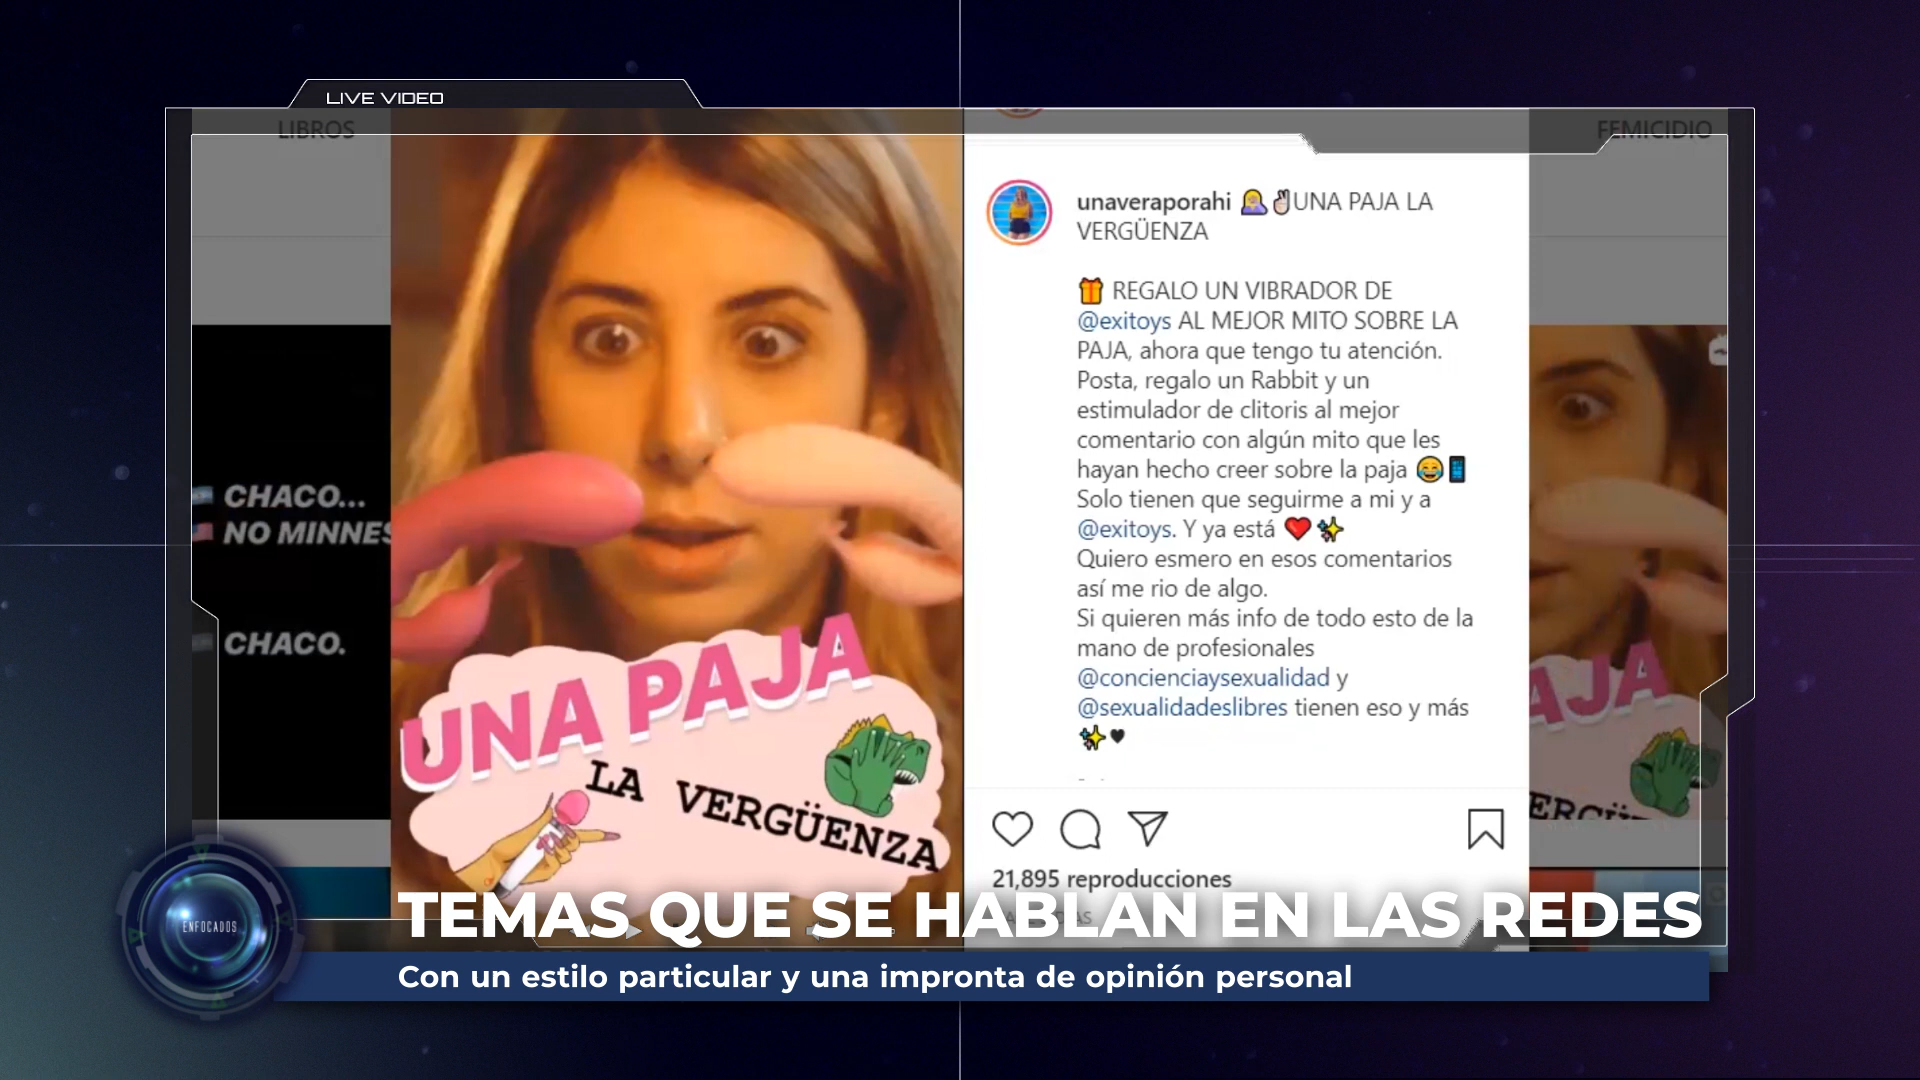 LIVE VIDEO
LIBROS
FEMICIDIO
unaveraporahi 🙎🏼‍♀️✌🏻UNA PAJA LA
VERGÜENZA
🎁 REGALO UN VIBRADOR DE
@exitoys AL MEJOR MITO SOBRE LA
PAJA, ahora que tengo tu atención.
Posta, regalo un Rabbit y un
estimulador de clitoris al mejor
comentario con algún mito que les
hayan hecho creer sobre la paja 😂📱
Solo tienen que seguirme a mi y a
@exitoys. Y ya está ❤️✨
Quiero esmero en esos comentarios
así me rio de algo.
Si quieren más info de todo esto de la
mano de profesionales
@concienciaysexualidad y
@sexualidadeslibres tienen eso y más
✨🖤
21,895 reproducciones
CHACO...
NO MINNES
CHACO.
UNA PAJA
LA VERGÜENZA
AJA
ERGÜ
ENFOCADOS
TEMAS QUE SE HABLAN EN LAS REDES
Con un estilo particular y una impronta de opinión personal